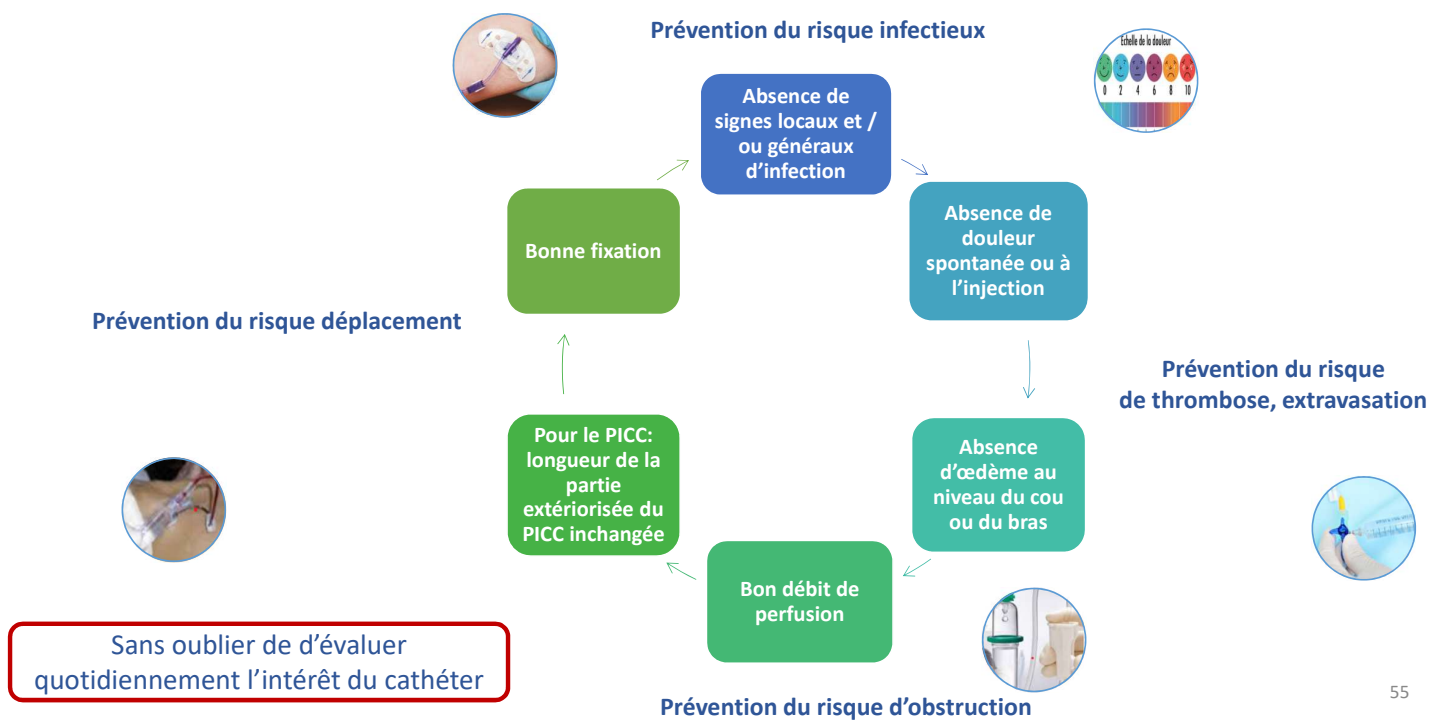 Prévention du risque infectieux
Echelle de la douleur
0 2 4 6 8 10
Absence de
signes locaux et /
ou généraux
d’infection
Absence de
douleur
spontanée ou à
l’injection
Prévention du risque
de thrombose, extravasation
Absence
d’œdème au
niveau du cou
ou du bras
Bon débit de
perfusion
Prévention du risque d'obstruction
Pour le PICC:
longueur de la
partie
extériorisée du
PICC inchangée
Prévention du risque déplacement
Bonne fixation
Sans oublier de d’évaluer
quotidiennement l’intérêt du cathéter
55